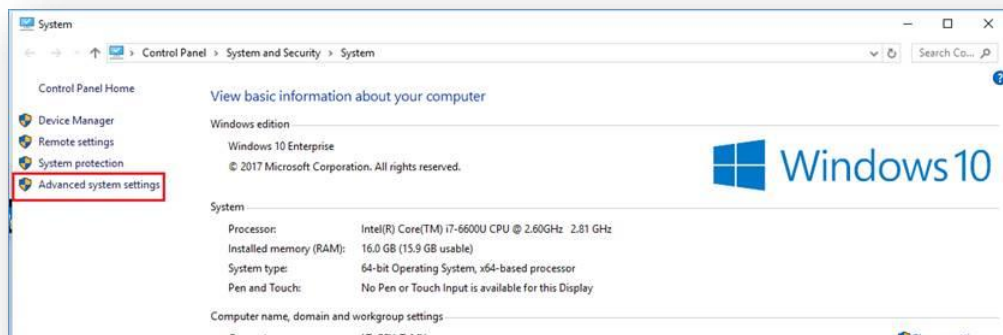 System
Control Panel > System and Security > System
Search Co...
Control Panel Home
Device Manager
Remote settings
System protection
Advanced system settings
View basic information about your computer
Windows edition
Windows 10 Enterprise
© 2017 Microsoft Corporation. All rights reserved.
Windows 10
System
Processor: Intel(R) Core(TM) i7-6600U CPU @ 2.60GHz 2.81 GHz
Installed memory (RAM): 16.0 GB (15.9 GB usable)
System type: 64-bit Operating System, x64-based processor
Pen and Touch: No Pen or Touch Input is available for this Display
Computer name, domain and workgroup settings